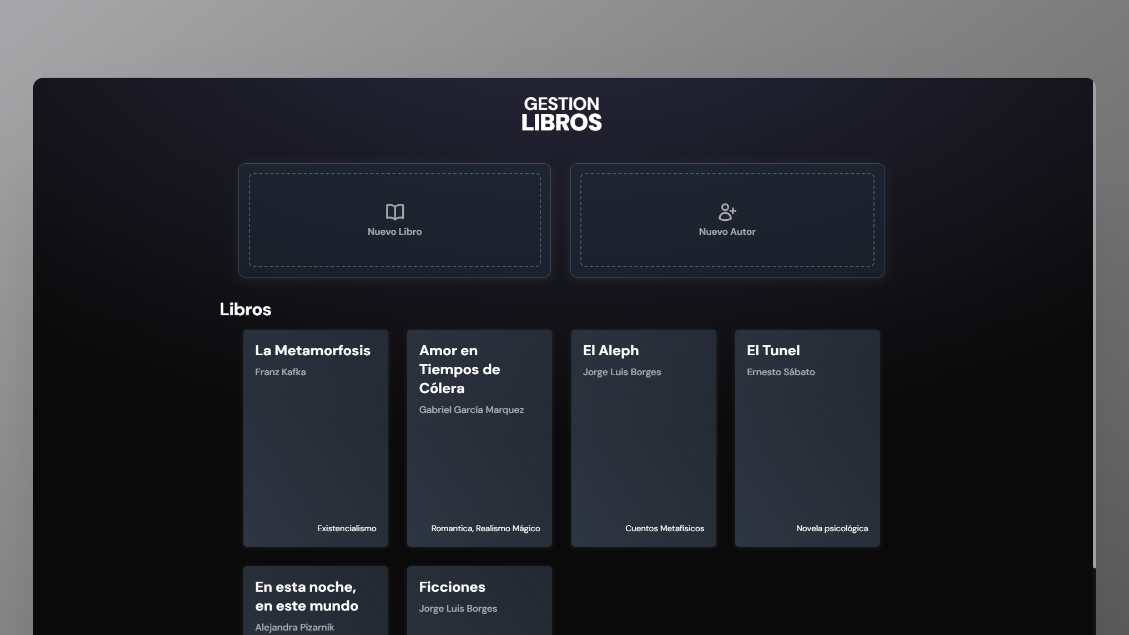 GESTION
LIBROS
Nuevo Libro
Nuevo Autor
Libros
La Metamorfosis
Franz Kafka
Existencialismo
Amor en
Tiempos de
Cólera
Gabriel García Marquez
Romantica, Realismo Mágico
El Aleph
Jorge Luis Borges
Cuentos Metafísicos
El Tunel
Ernesto Sábato
Novela psicológica
En esta noche,
en este mundo
Alejandra Pizarnik
Ficciones
Jorge Luis Borges